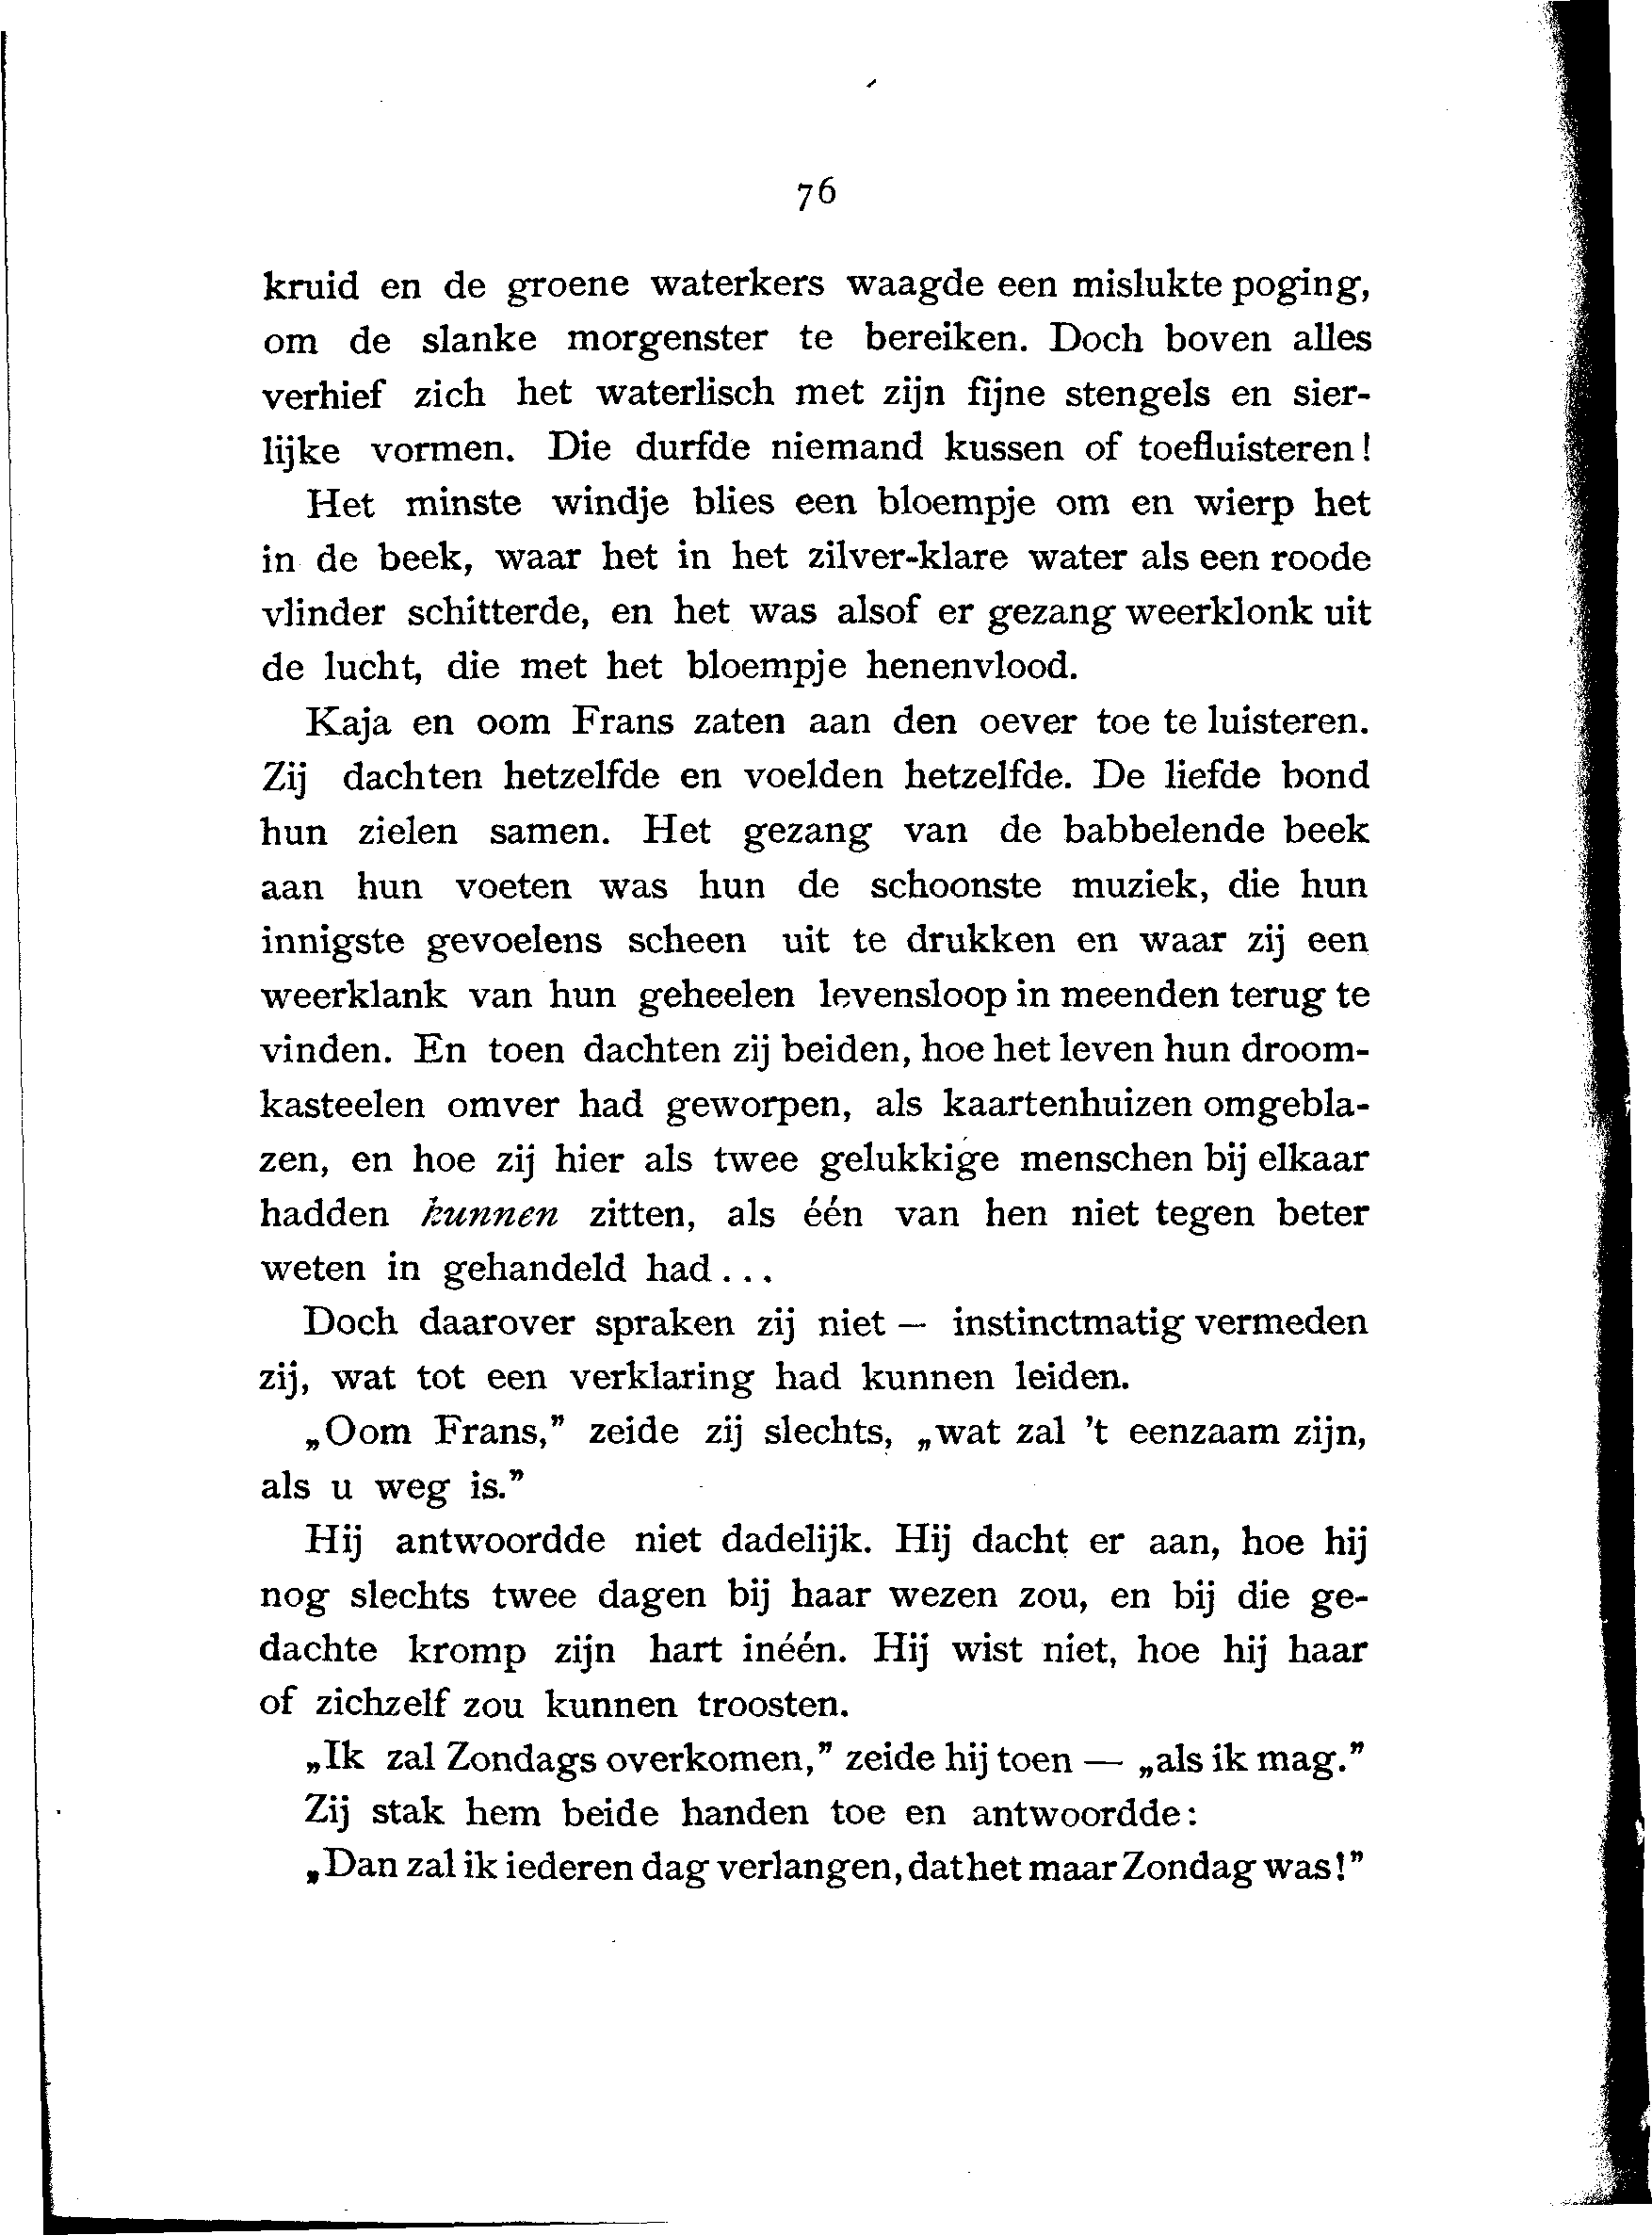 76
kruid en de groene waterkers waagde een mislukte poging,
om de slanke morgenster te bereiken. Doch boven alles
verhief zich het waterlisch met zijn fijne stengels en sier-
lijke vormen. Die durfde niemand kussen of toefluisteren!
Het minste windje blies een bloempje om en wierp het
in de beek, waar het in het zilver-klare water als een roode
vlinder schitterde, en het was alsof er gezang weerklonk uit
de lucht, die met het bloempje henenvlood.
Kaja en oom Frans zaten aan den oever toe te luisteren.
Zij dachten hetzelfde en voelden hetzelfde. De liefde bond
hun zielen samen. Het gezang van de babbelende beek
aan hun voeten was hun de schoonste muziek, die hun
innigste gevoelens scheen uit te drukken en waar zij een
weerklank van hun geheelen levensloop in meenden terug te
vinden. En toen dachten zij beiden, hoe het leven hun droom-
kasteelen omver had geworpen, als kaartenhuizen omgebla-
zen, en hoe zij hier als twee gelukkige menschen bij elkaar
hadden kunnen zitten, als één van hen niet tegen beter
weten in gehandeld had...
Doch daarover spraken zij niet — instinctmatig vermeden
zij, wat tot een verklaring had kunnen leiden.
„Oom Frans,” zeide zij slechts, „wat zal 't eenzaam zijn,
als u weg is.”
Hij antwoordde niet dadelijk. Hij dacht er aan, hoe hij
nog slechts twee dagen bij haar wezen zou, en bij die ge-
dachte kromp zijn hart inéén. Hij wist niet, hoe hij haar
of zichzelf zou kunnen troosten.
„Ik zal Zondags overkomen,” zeide hij toen — „als ik mag.”
Zij stak hem beide handen toe en antwoordde:
„Dan zal ik iederen dag verlangen, dat het maar Zondag was!”